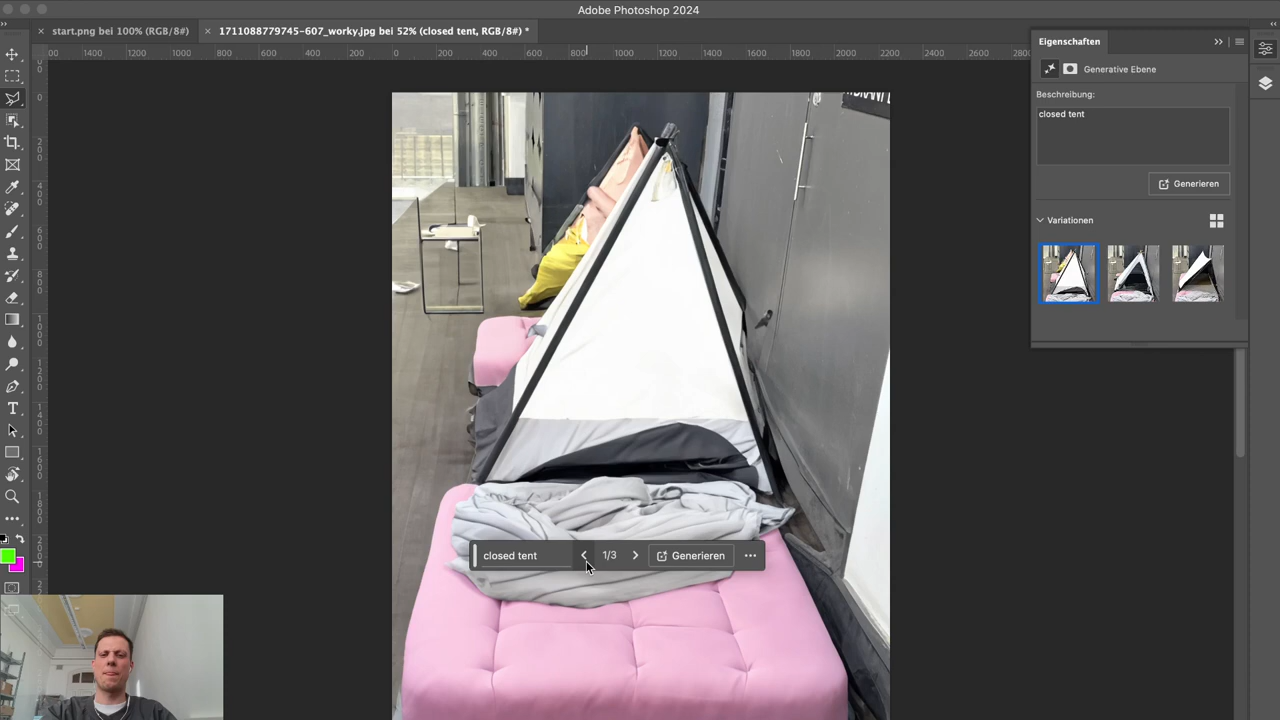 Adobe Photoshop 2024
start.png bei 100% (RGB/8#)
1711088779745-607_worky.jpg bei 52% (closed tent, RGB/8#) *
1400 1200 1000 800 600 400 200 0 200 400 600 800 1000 1200 1400 1600 1800 2000 2200 2400 2600
Eigenschaften
Generative Ebene
Beschreibung:
closed tent
Generieren
Variationen
closed tent
1/3
Generieren